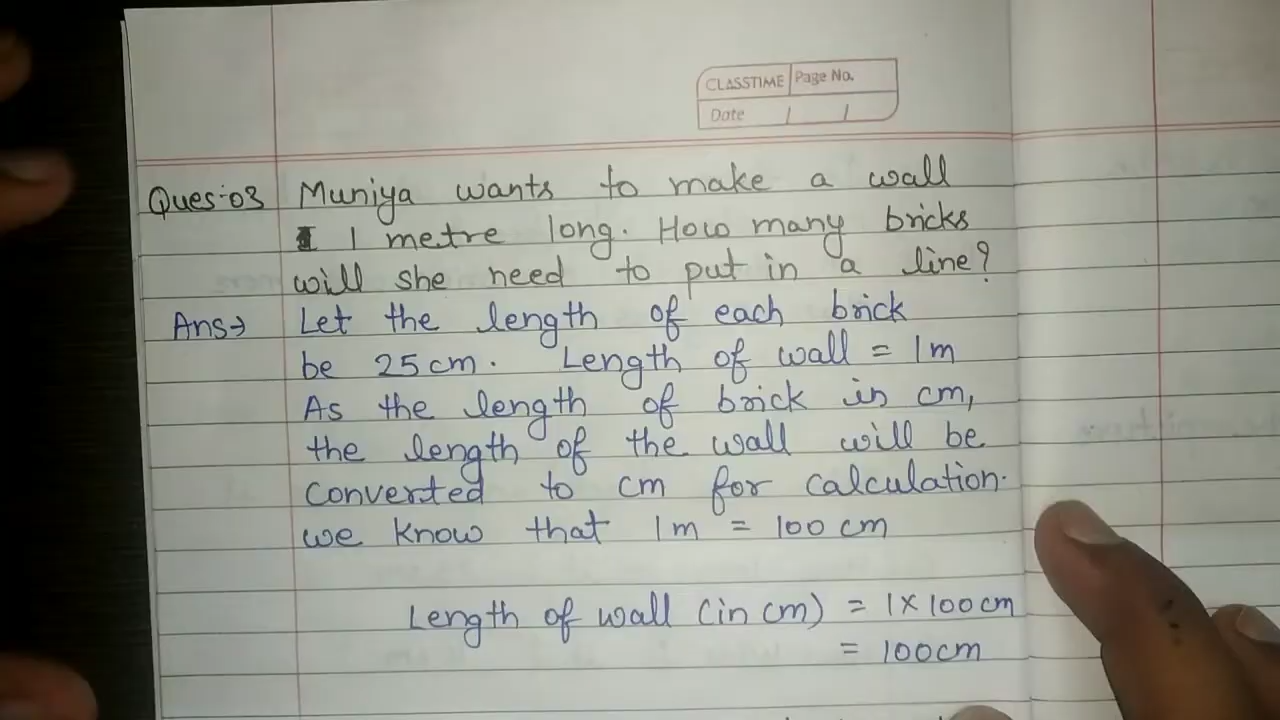 CLASSTIME Page No.
Date / /
Ques:03 Muniya wants to make a wall
1 metre long. How many bricks
will she need to put in a line?
Ans→ Let the length of each brick
be 25 cm. Length of wall = 1m
As the length of brick is cm,
the length of the wall will be
converted to cm for calculation.
we know that 1m = 100 cm
Length of wall (in cm) = 1 x 100 cm
= 100cm